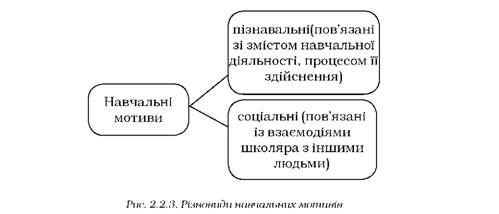 Навчальні
мотиви
пізнавальні(пов'язані
зі змістом навчальної
діяльності, процесом її
здійснення)
соціальні (пов'язані
із взаємодіями
школяра з іншими
людьми)
Рис. 2.2.3. Різновиди навчальних мотивів